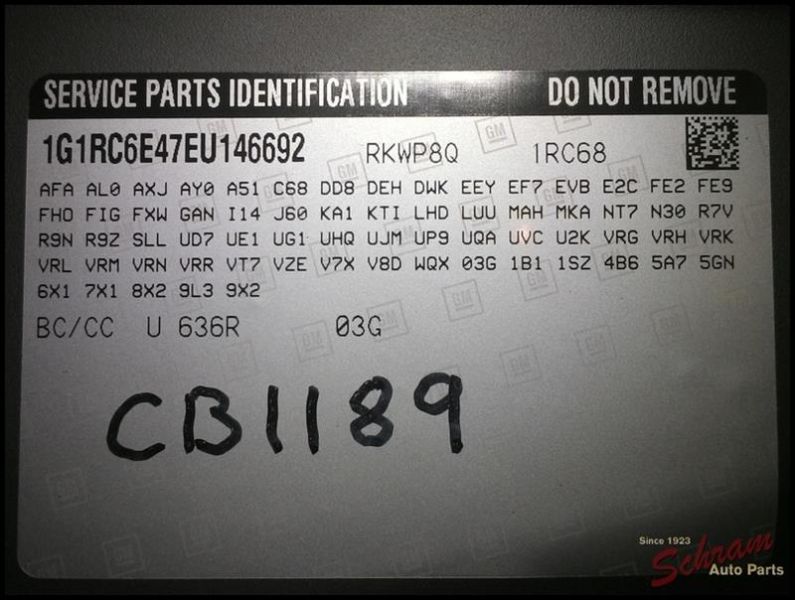 SERVICE PARTS IDENTIFICATION DO NOT REMOVE
1G1RC6E47EU146692 RKWP8Q 1RC68
AFA AL0 AXJ AY0 A51 C68 DD8 DEH DWK EEY EF7 EVB E2C FE2 FE9
FHO FIG FXW GAN I14 J60 KA1 KTI LHD LUU MAH MKA NT7 N30 R7V
R9N R9Z SLL UD7 UE1 UG1 UHQ UJM UP9 UQA UVC U2K VRG VRH VRK
VRL VRM VRN VRR VT7 VZE V7X V8D WQX 03G 1B1 1SZ 4B6 5A7 5GN
6X1 7X1 8X2 9L3 9X2
BC/CC U 636R 03G
CB1189
Since 1923
Schram
Auto Parts